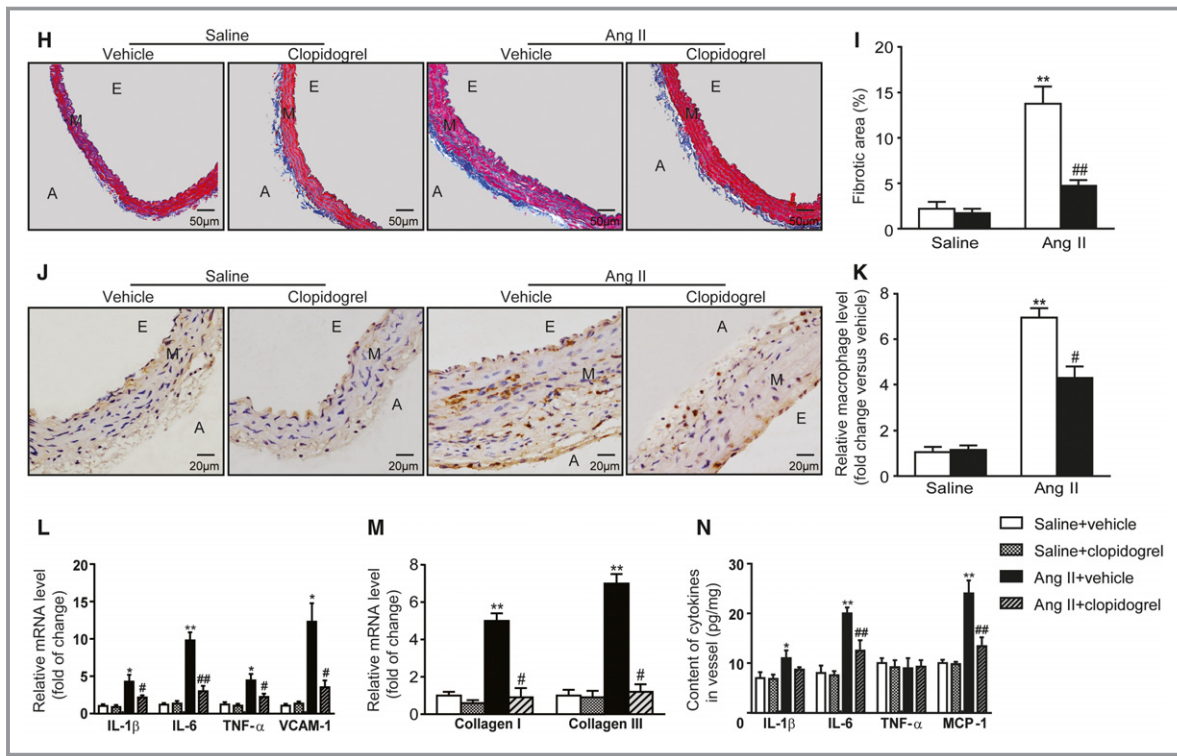 H
Saline
Ang II
Vehicle
Clopidogrel
Vehicle
Clopidogrel
E
M
A
50μm
E
M
A
50μm
E
M
A
50μm
E
M
A
50μm
I
Fibrotic area (%)
20
15
10
5
0
**
##
Saline
Ang II
J
Saline
Ang II
Vehicle
Clopidogrel
Vehicle
Clopidogrel
E
M
A
20μm
E
M
A
20μm
E
M
A
20μm
A
M
E
20μm
K
Relative macrophage level
(fold change versus vehicle)
8
6
4
2
0
**
#
Saline
Ang II
L
Relative mRNA level
(fold of change)
20
15
10
5
0
*
#
**
##
*
#
*
#
IL-1β
IL-6
TNF-α
VCAM-1
M
Relative mRNA level
(fold of change)
8
6
4
2
0
**
#
**
#
Collagen I
Collagen III
N
Content of cytokines
in vessel (pg/mg)
30
20
10
0
*
**
##
**
##
IL-1β
IL-6
TNF-α
MCP-1
Saline+vehicle
Saline+clopidogrel
Ang II+vehicle
Ang II+clopidogrel